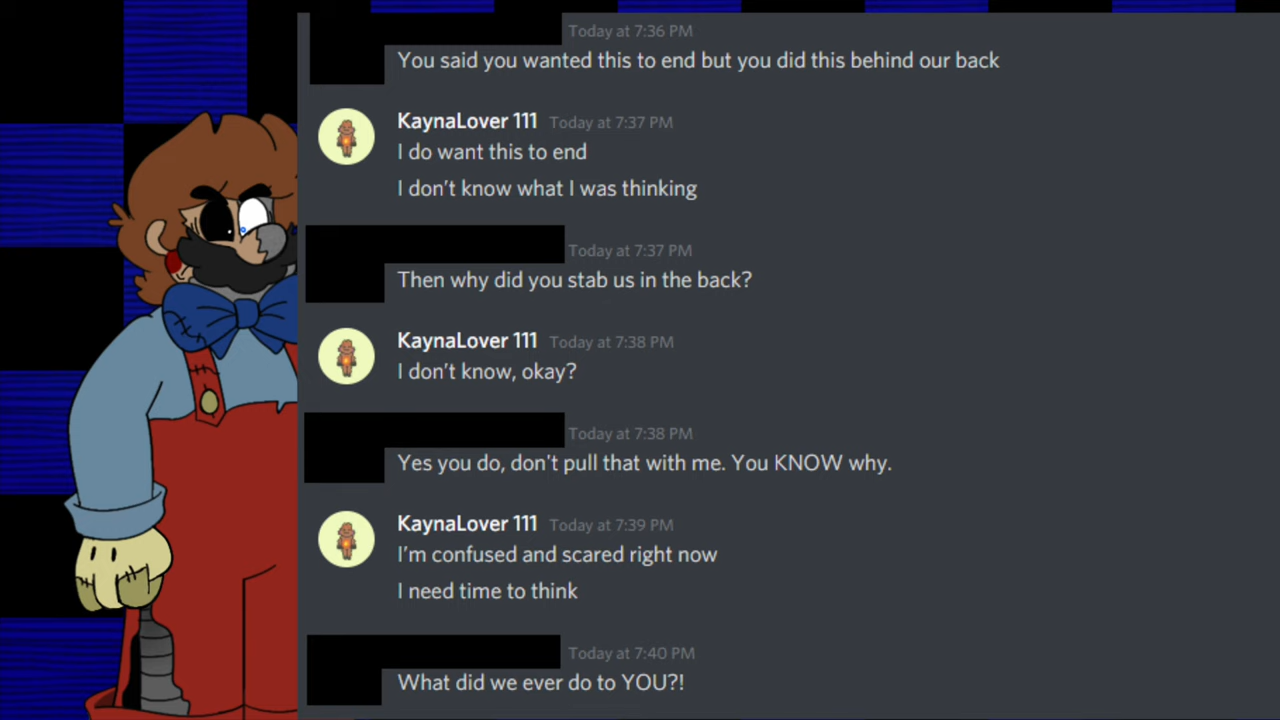 Today at 7:36 PM
You said you wanted this to end but you did this behind our back
KaynaLover 111 Today at 7:37 PM
I do want this to end
I don't know what I was thinking
Today at 7:37 PM
Then why did you stab us in the back?
KaynaLover 111 Today at 7:38 PM
I don't know, okay?
Today at 7:38 PM
Yes you do, don't pull that with me. You KNOW why.
KaynaLover 111 Today at 7:39 PM
I'm confused and scared right now
I need time to think
Today at 7:40 PM
What did we ever do to YOU?!